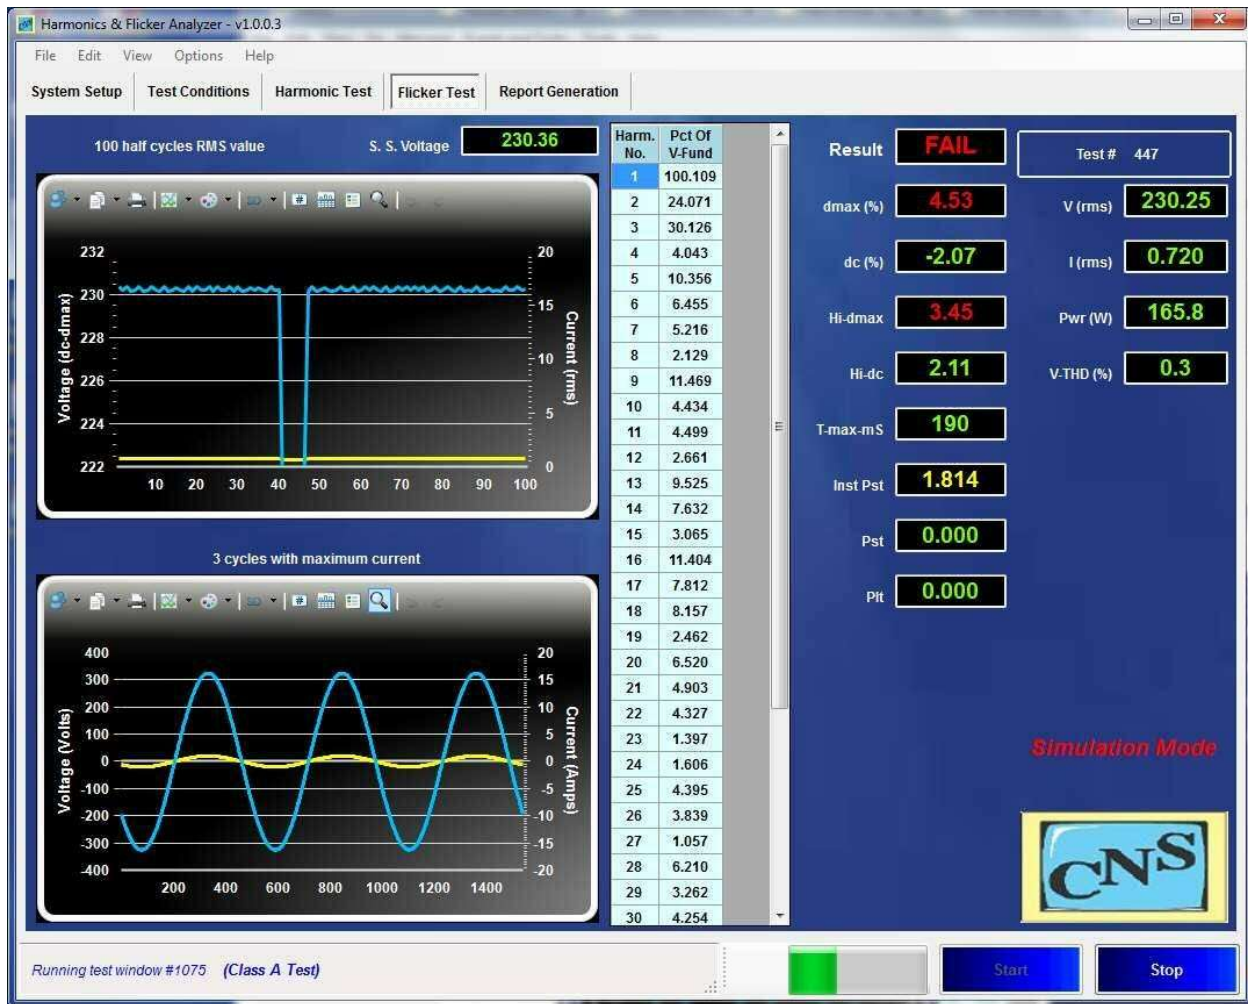 Harmonics & Flicker Analyzer - v1.0.0.3
File Edit View Options Help
System Setup Test Conditions Harmonic Test Flicker Test Report Generation
100 half cycles RMS value S. S. Voltage 230.36
232
230
228
226
224
222
Voltage (dc-dmax)
20
15
10
5
0
Current (rms)
10 20 30 40 50 60 70 80 90 100
3 cycles with maximum current
400
300
200
100
0
-100
-200
-300
-400
Voltage (Volts)
20
15
10
5
0
-5
-10
-15
-20
Current (Amps)
200 400 600 800 1000 1200 1400
Harm. No. Pct Of V-Fund
1 100.109
2 24.071
3 30.126
4 4.043
5 10.356
6 6.455
7 5.216
8 2.129
9 11.469
10 4.434
11 4.499
12 2.661
13 9.525
14 7.632
15 3.065
16 11.404
17 7.812
18 8.157
19 2.462
20 6.520
21 4.903
22 4.327
23 1.397
24 1.606
25 4.395
26 3.839
27 1.057
28 6.210
29 3.262
30 4.254
Result FAIL
dmax (%) 4.53
dc (%) -2.07
Hi-dmax 3.45
Hi-dc 2.11
T-max-mS 190
Inst Pst 1.814
Pst 0.000
Plt 0.000
Test # 447
V (rms) 230.25
I (rms) 0.720
Pwr (W) 165.8
V-THD (%) 0.3
Simulation Mode
CNS
Running test window #1075 (Class A Test)
Start
Stop